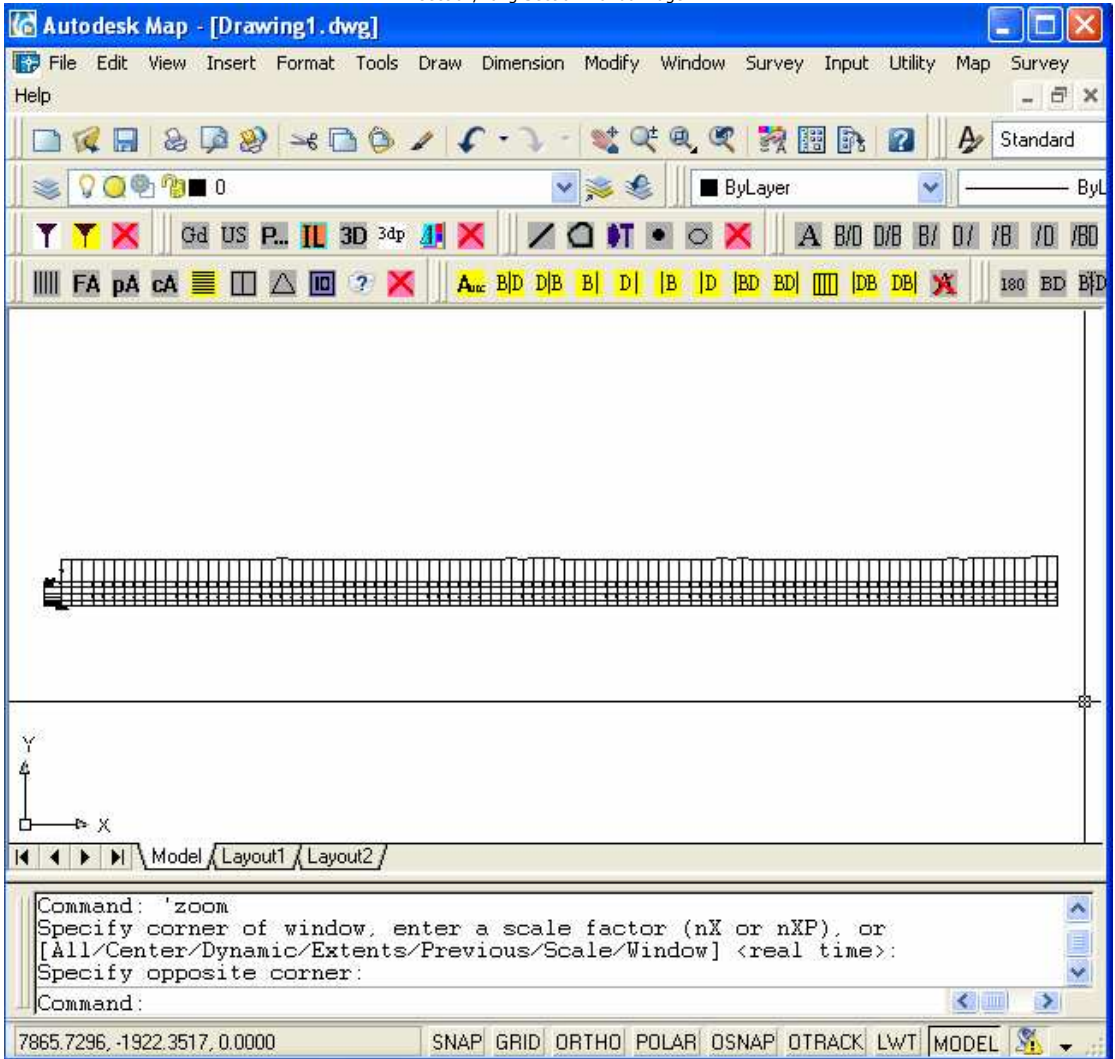 Autodesk Map - [Drawing1.dwg]
File Edit View Insert Format Tools Draw Dimension Modify Window Survey Input Utility Map Survey
Help
Standard
0 ByLayer ByL
Gd US P... IL 3D 3dp T A B/D D/B B/ D/ /B /D /BD
FA pA cA ID ? B|D D|B B| D| |B |D |BD BD| |DB DB| 180 BD
Y
X
Model Layout1 Layout2
Command: 'zoom
Specify corner of window, enter a scale factor (nX or nXP), or
[All/Center/Dynamic/Extents/Previous/Scale/Window] <real time>:
Specify opposite corner:
Command:
7865.7296, -1922.3517, 0.0000 SNAP GRID ORTHO POLAR OSNAP OTRACK LWT MODEL